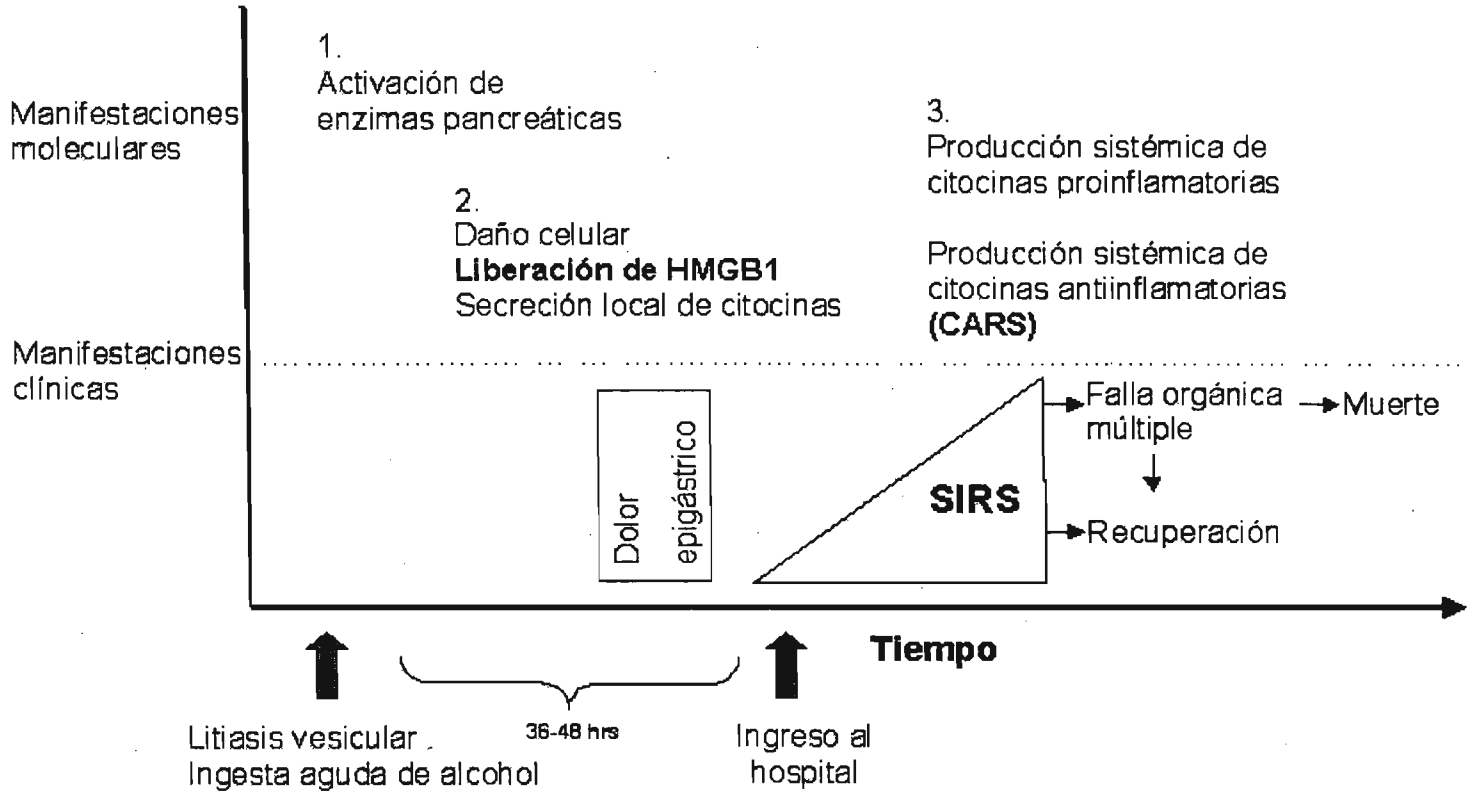 1.
Activación de
enzimas pancreáticas
Manifestaciones
moleculares
3.
Producción sistémica de
citocinas proinflamatorias
2.
Daño celular
Liberación de HMGB1
Secreción local de citocinas
Producción sistémica de
citocinas antiinflamatorias
(CARS)
Manifestaciones
clínicas
Dolor
epigástrico
SIRS
Falla orgánica
múltiple
Muerte
Recuperación
Tiempo
Litiasis vesicular
Ingesta aguda de alcohol
36-48 hrs
Ingreso al
hospital